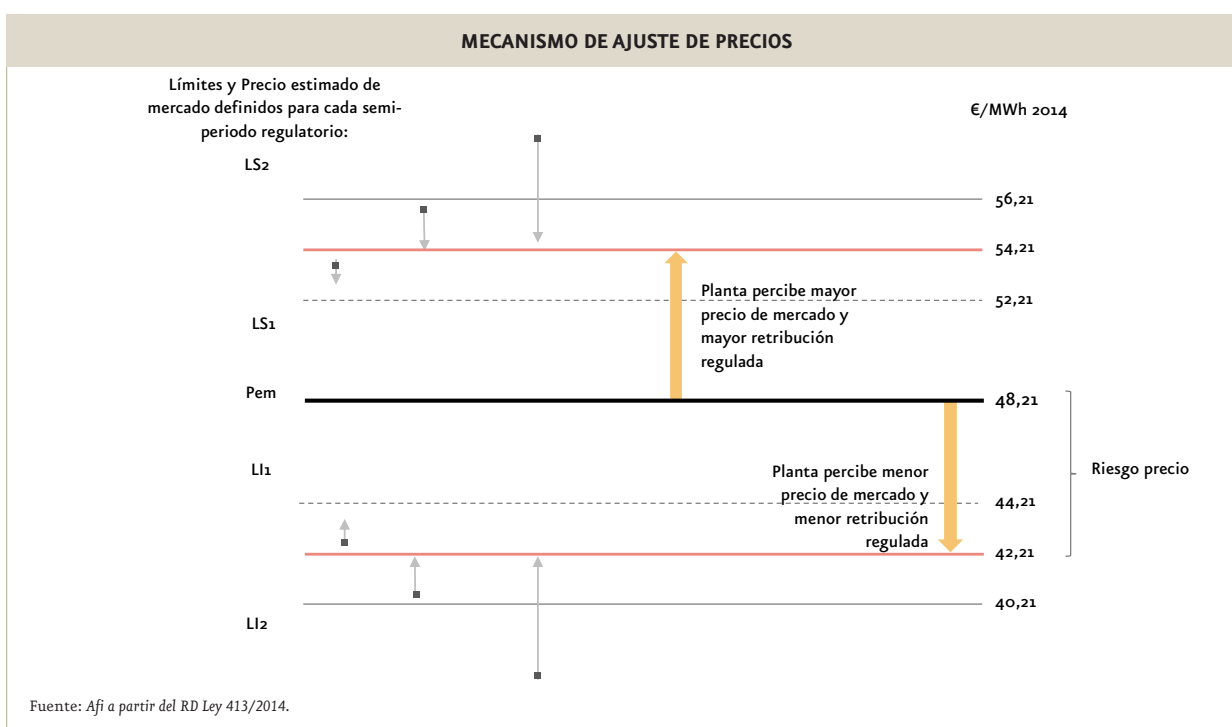 MECANISMO DE AJUSTE DE PRECIOS
Límites y Precio estimado de
mercado definidos para cada semi-
periodo regulatorio:
€/MWh 2014
LS2
56,21
54,21
52,21
Planta percibe mayor
precio de mercado y
mayor retribución
regulada
LS1
Pem
48,21
LI1
Planta percibe menor
precio de mercado y
menor retribución
regulada
Riesgo precio
44,21
42,21
40,21
LI2
Fuente: Afi a partir del RD Ley 413/2014.